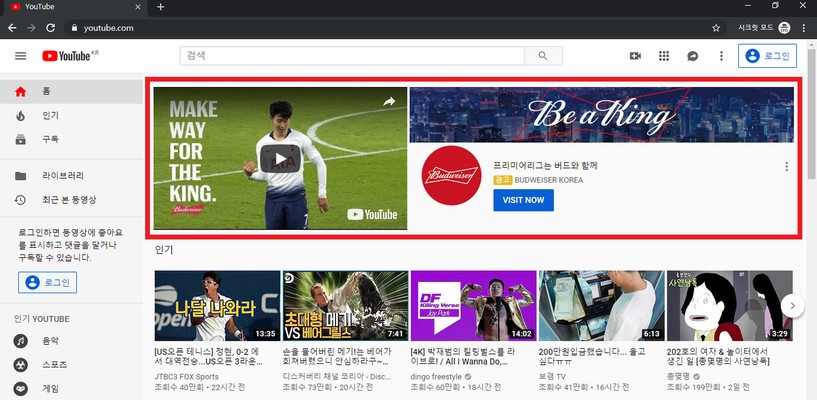 YouTube
youtube.com
시크릿 모드
YouTube KR
검색
로그인
홈
인기
구독
라이브러리
최근 본 동영상
로그인하면 동영상에 좋아요
를 표시하고 댓글을 달거나
구독할 수 있습니다.
로그인
인기 YOUTUBE
음악
스포츠
게임
MAKE
WAY
FOR
THE
KING.
Budweiser
AIA
7
YouTube
Be a King
Budweiser
프리미어리그는 버드와 함께
광고 BUDWEISER KOREA
VISIT NOW
인기
나달 나와라
13:35
[US오픈 테니스] 정현, 0-2 에
서 대역전승...US오픈 3라운...
JTBC3 FOX Sports
조회수 40만회 • 22시간 전
초대형 메기
VS 베어그릴스
7:41
손을 물어버린 메기!는 베어가
회쳐버렸으니 안심하라구~...
디스커버리 채널 코리아 - Disc...
조회수 73만회 • 20시간 전
DF
Killing Verse
Jay Park
14:02
[4K] 박재범의 킬링벌스를 라
이브로! / All I Wanna Do,...
dingo freestyle
조회수 60만회 • 18시간 전
6:13
200만원입금했습니다... 울고
싶다ㅠㅠ
보겸 TV
조회수 41만회 • 16시간 전
사연낭독
3:29
202호의 여자 & 놀이터에서
생긴 일 [총몇명의 사연낭독]
총몇명
조회수 199만회 • 2일 전